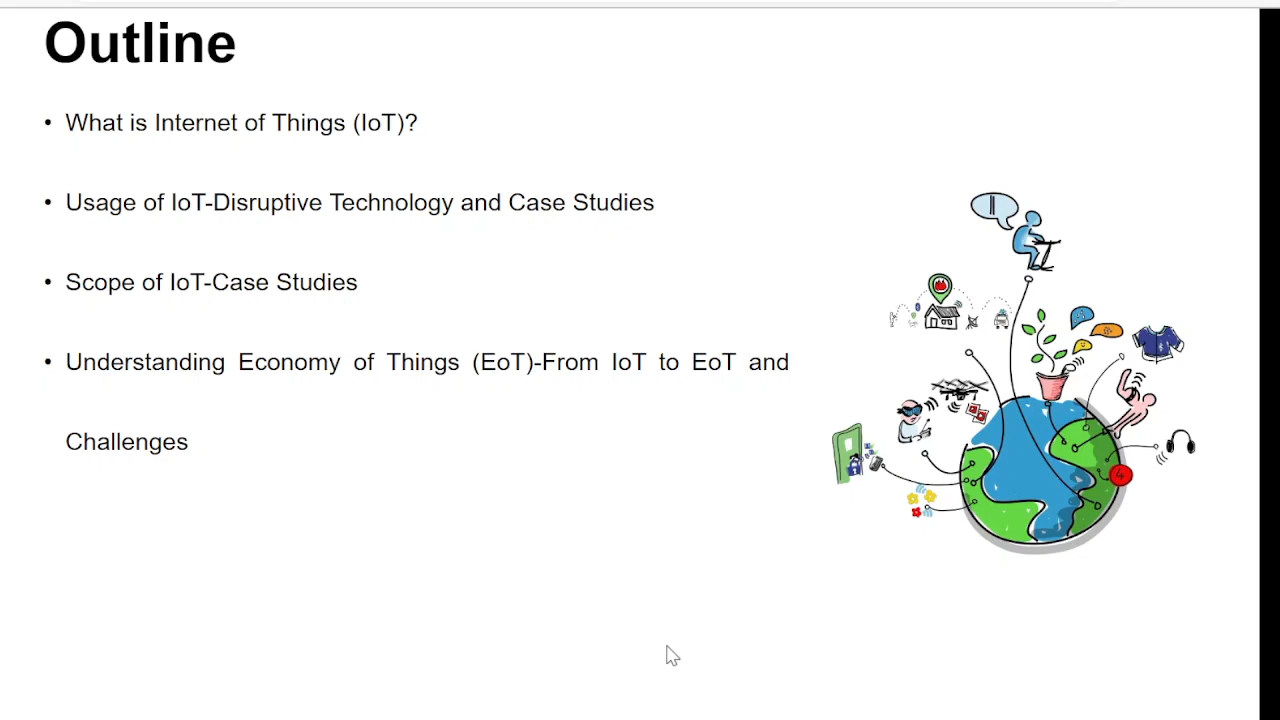 Outline
• What is Internet of Things (IoT)?
• Usage of IoT-Disruptive Technology and Case Studies
• Scope of IoT-Case Studies
• Understanding Economy of Things (EoT)-From IoT to EoT and
Challenges